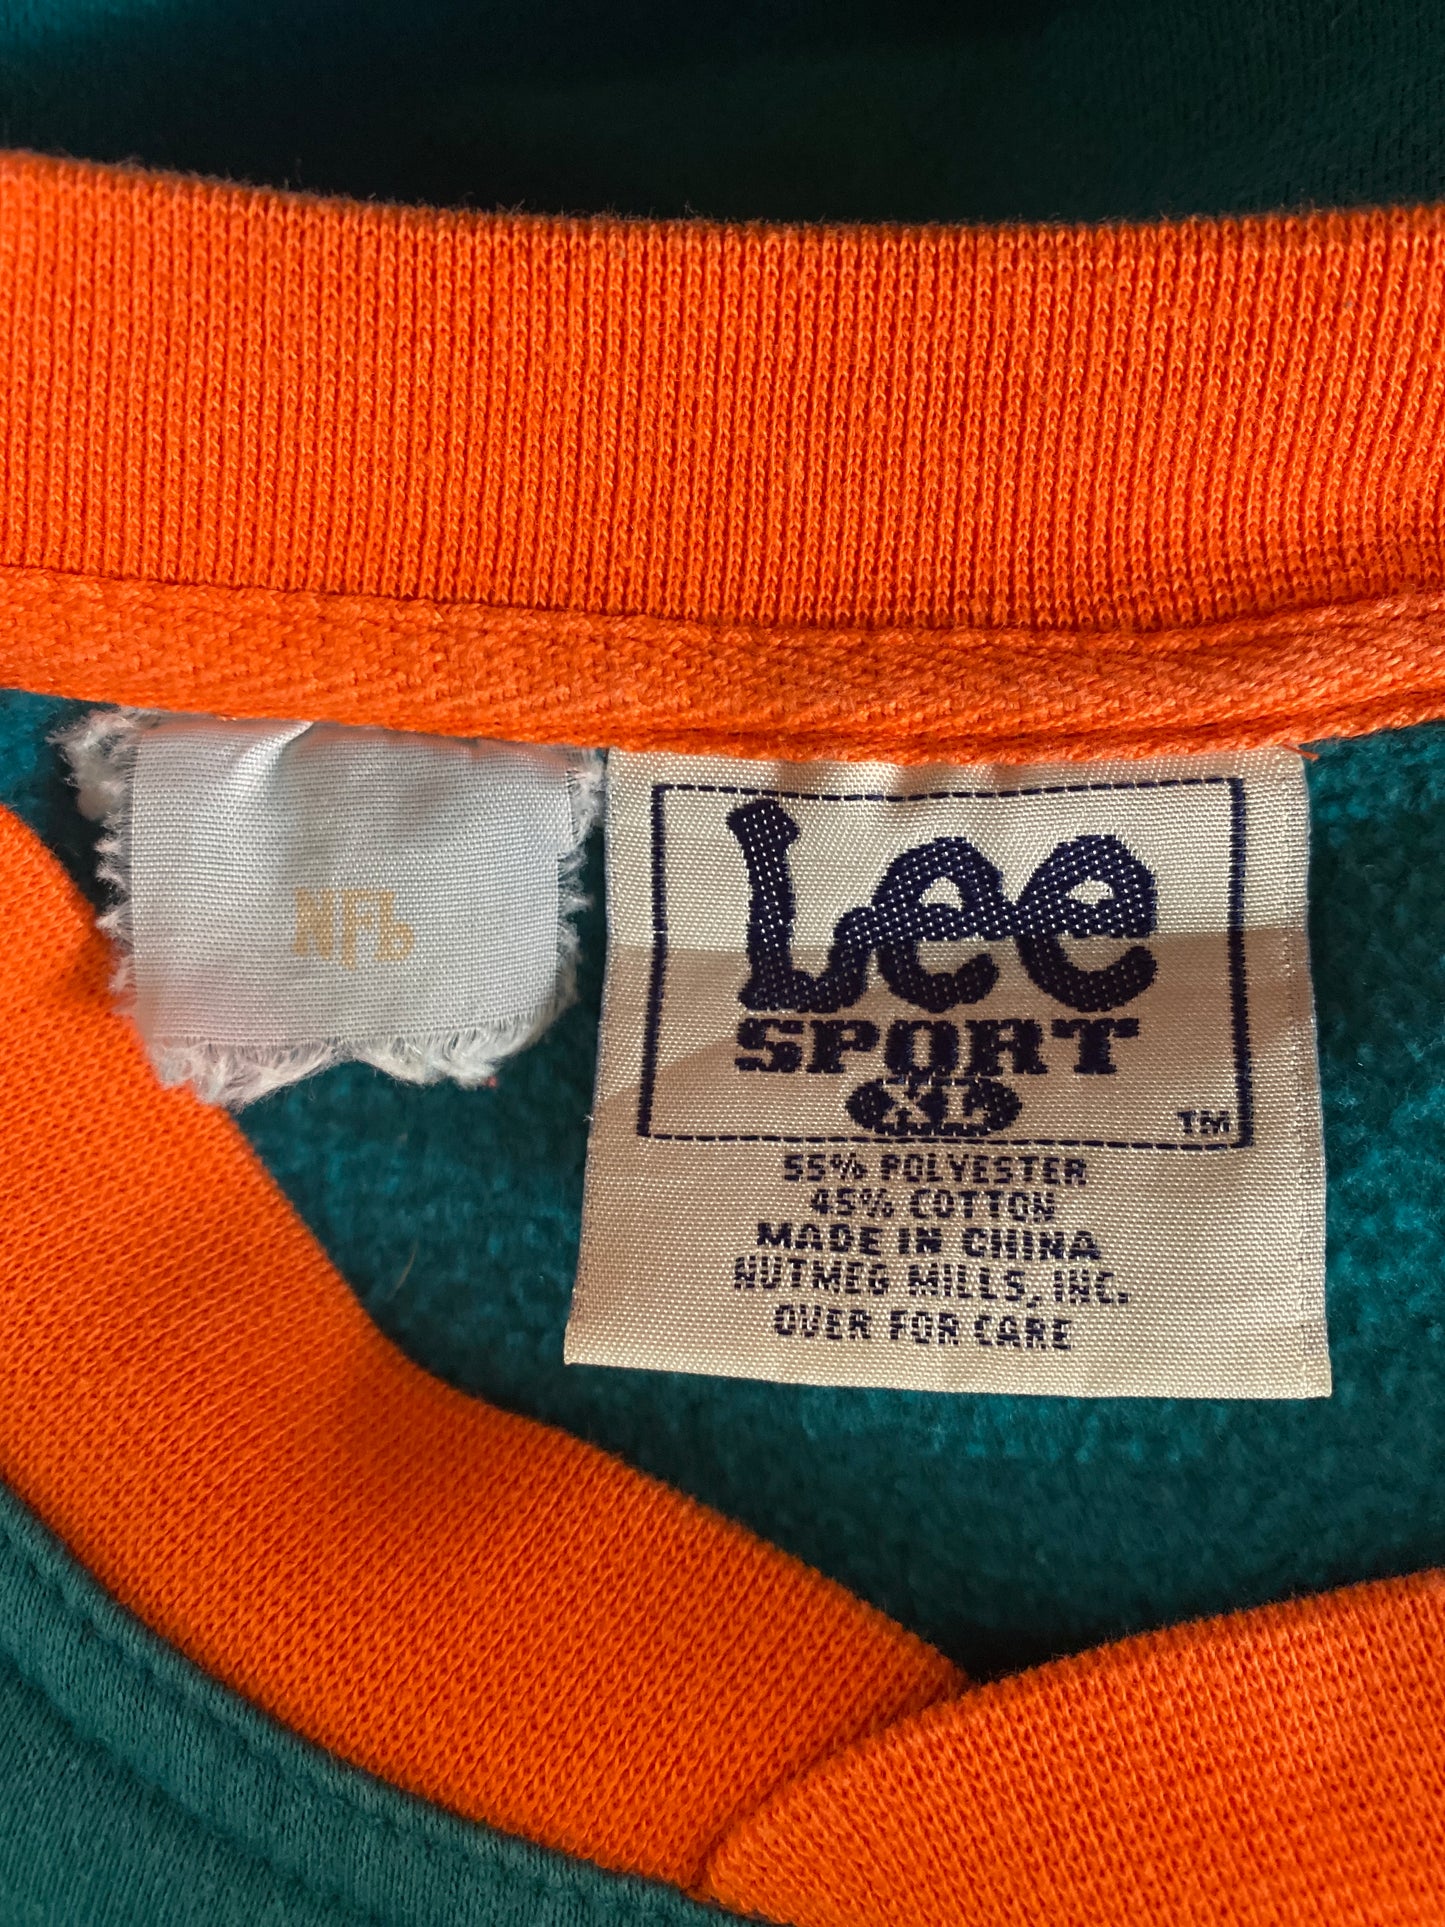 NFL
Lee
SPORT
XL
TM
55% POLYESTER
45% COTTON
MADE IN CHINA
NUTMEG MILLS, INC.
OVER FOR CARE